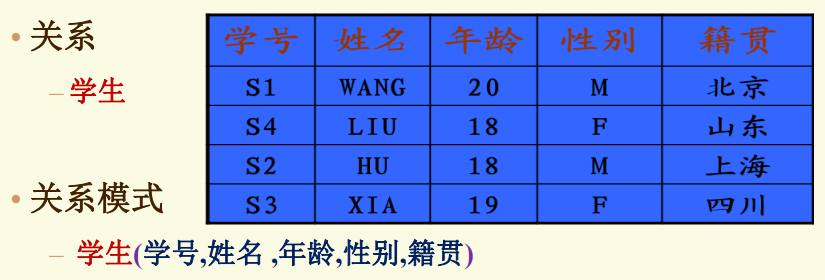 • 关系
– 学生
学号 姓名 年龄 性别 籍贯
S1 WANG 20 M 北京
S4 LIU 18 F 山东
S2 HU 18 M 上海
S3 XIA 19 F 四川
• 关系模式
– 学生(学号,姓名 ,年龄,性别,籍贯)